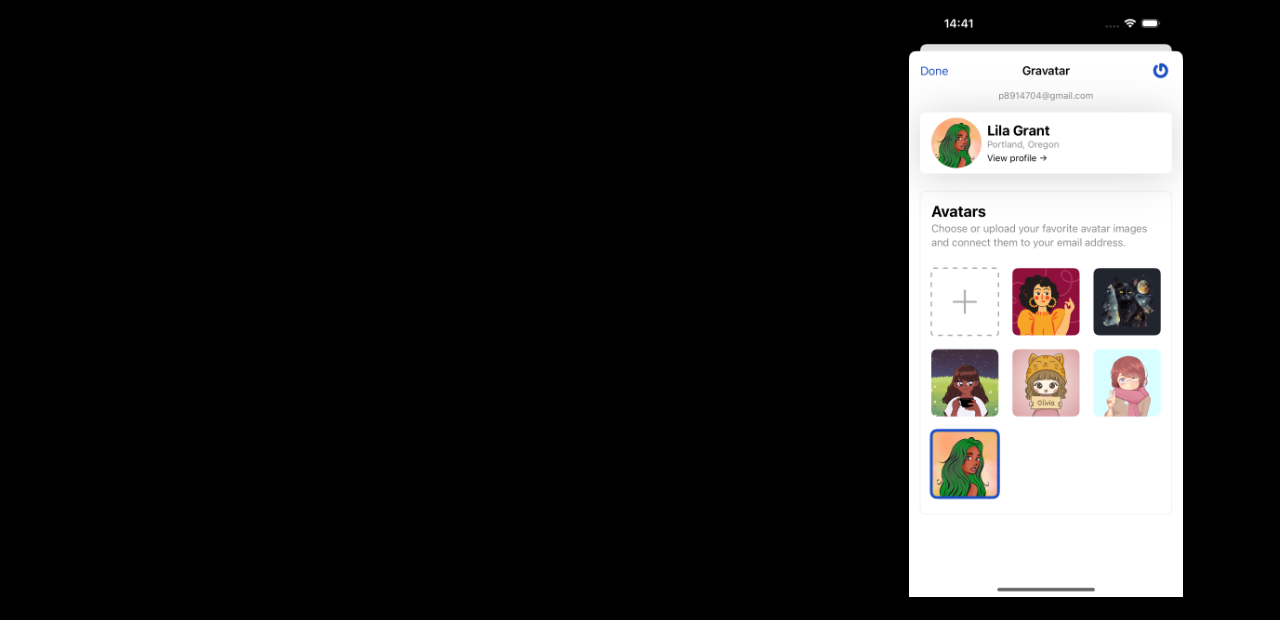 14:41
Done
Gravatar
p8914704@gmail.com
Lila Grant
Portland, Oregon
View profile →
Avatars
Choose or upload your favorite avatar images
and connect them to your email address.
Olivia